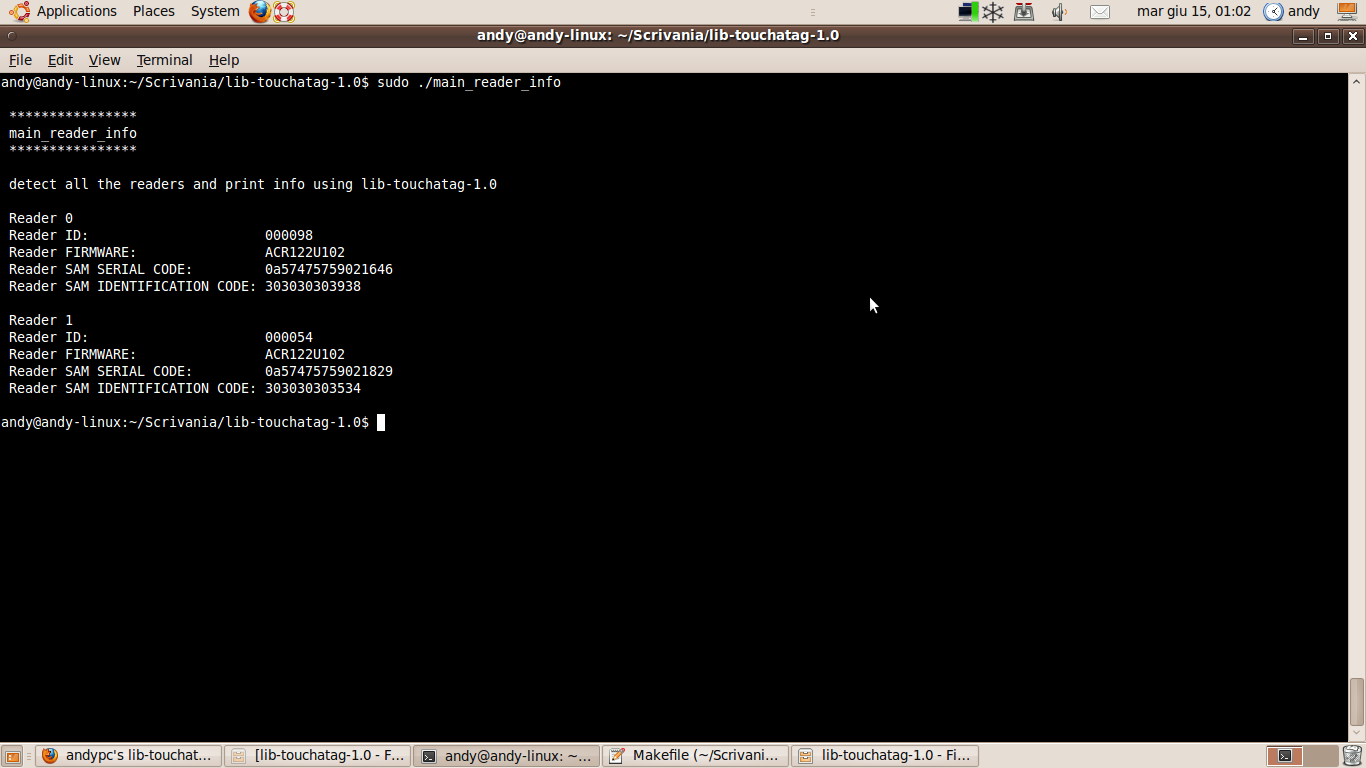 Applications Places System mar giu 15, 01:02 andy
andy@andy-linux: ~/Scrivania/lib-touchatag-1.0
File Edit View Terminal Help
andy@andy-linux:~/Scrivania/lib-touchatag-1.0$ sudo ./main_reader_info
****************
main_reader_info
****************
detect all the readers and print info using lib-touchatag-1.0
Reader 0
Reader ID: 000098
Reader FIRMWARE: ACR122U102
Reader SAM SERIAL CODE: 0a57475759021646
Reader SAM IDENTIFICATION CODE: 303030303938
Reader 1
Reader ID: 000054
Reader FIRMWARE: ACR122U102
Reader SAM SERIAL CODE: 0a57475759021829
Reader SAM IDENTIFICATION CODE: 303030303534
andy@andy-linux:~/Scrivania/lib-touchatag-1.0$
andypc's lib-touchat... [lib-touchatag-1.0 - F... andy@andy-linux: ~... Makefile (~/Scrivani... lib-touchatag-1.0 - Fi...